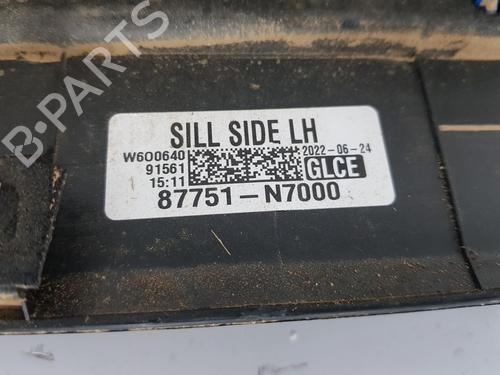 B-PARTS
SILL SIDE LH
W600640 2022-06-24
91561 GLCE
15:11
87751-N7000